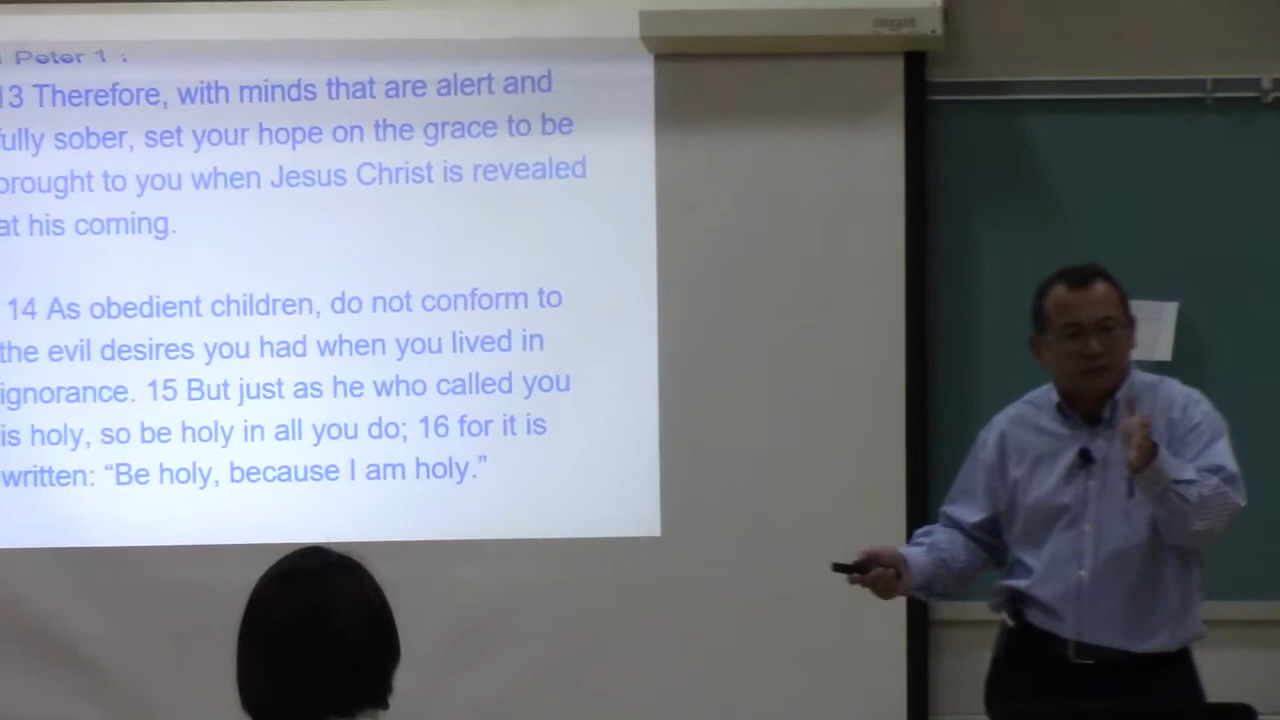 Peter 1 :
13 Therefore, with minds that are alert and
fully sober, set your hope on the grace to be
brought to you when Jesus Christ is revealed
at his coming.
14 As obedient children, do not conform to
the evil desires you had when you lived in
ignorance. 15 But just as he who called you
is holy, so be holy in all you do; 16 for it is
written: “Be holy, because I am holy.”